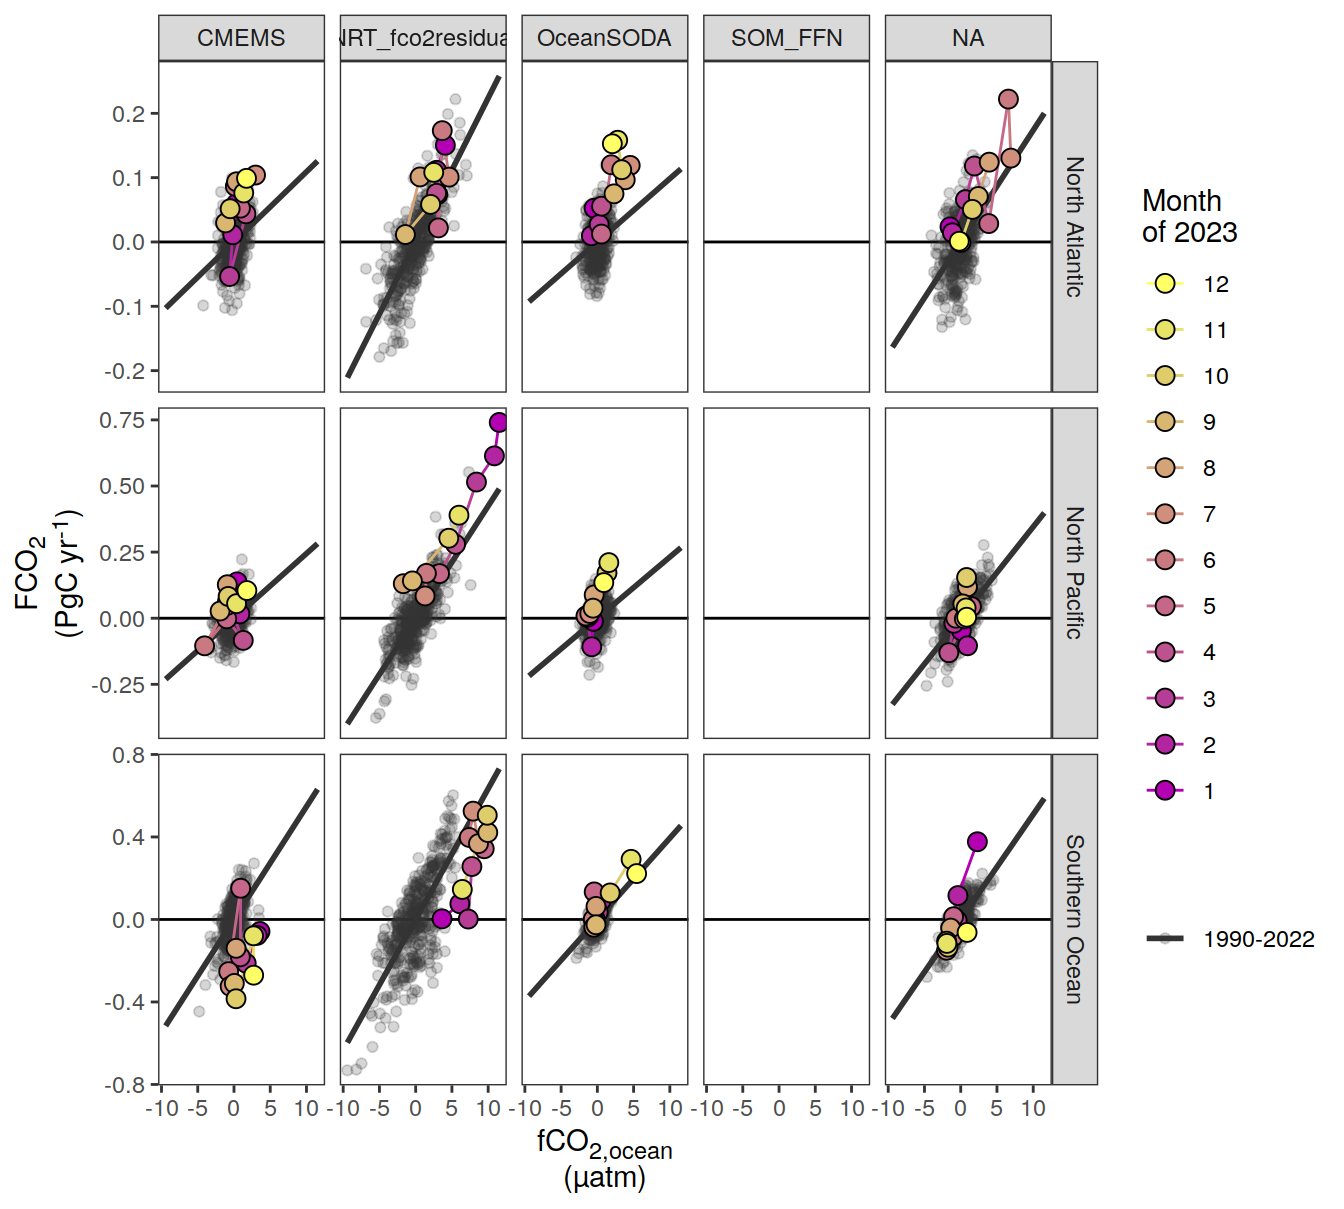 CMEMS NRT_fco2residual OceanSODA SOM_FFN NA
0.2
0.1
0.0
-0.1
-0.2
North Atlantic
0.75
0.50
0.25
0.00
-0.25
North Pacific
0.8
0.4
0.0
-0.4
-0.8
Southern Ocean
-10 -5 0 5 10 -10 -5 0 5 10 -10 -5 0 5 10 -10 -5 0 5 10 -10 -5 0 5 10
FCO2
(PgC yr-1)
fCO2,ocean
(µatm)
Month
of 2023
12
11
10
9
8
7
6
5
4
3
2
1
1990-2022